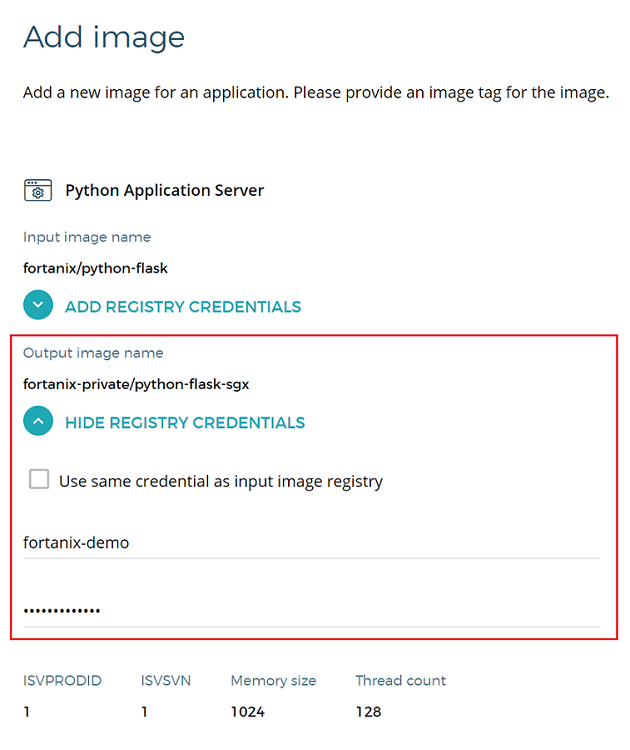 Add image
Add a new image for an application. Please provide an image tag for the image.
Python Application Server
Input image name
fortanix/python-flask
ADD REGISTRY CREDENTIALS
Output image name
fortanix-private/python-flask-sgx
HIDE REGISTRY CREDENTIALS
Use same credential as input image registry
fortanix-demo
•••••••••••••
ISVPRODID ISVSVN Memory size Thread count
1 1 1024 128